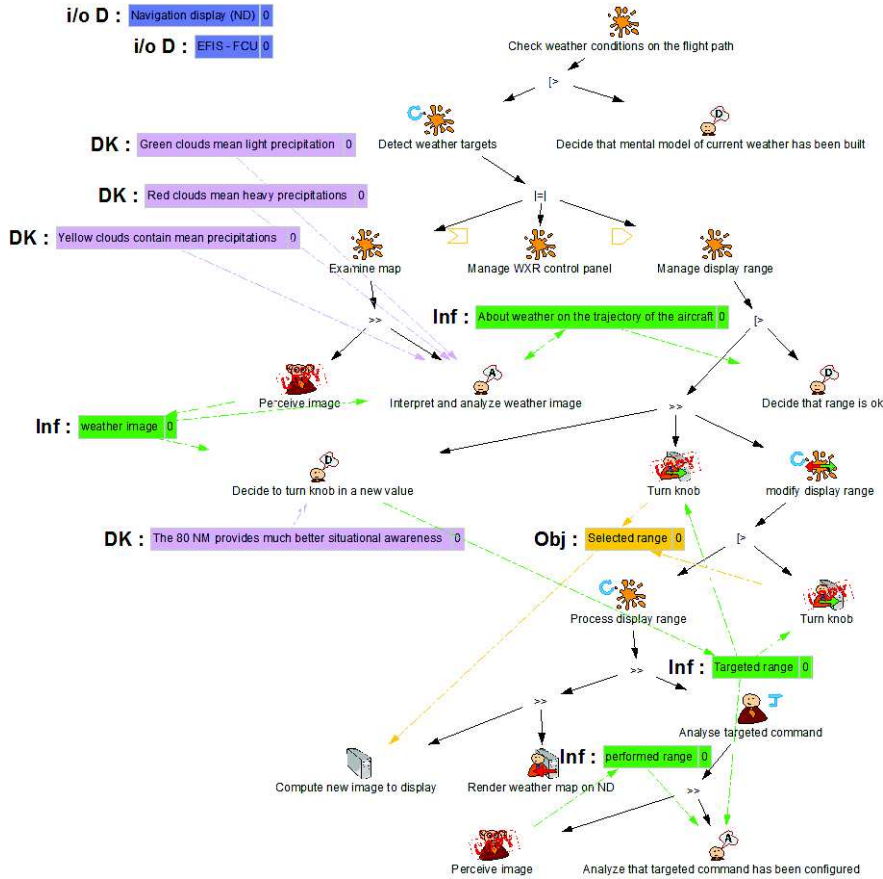 i/o D : Navigation display (ND) 0
i/o D : EFIS - FCU 0
Check weather conditions on the flight path
[>
Detect weather targets
D
Decide that mental model of current weather has been built
DK : Green clouds mean light precipitation 0
DK : Red clouds mean heavy precipitations 0
|=|
DK : Yellow clouds contain mean precipitations 0
Examine map
Manage WXR control panel
Manage display range
>>
Inf : About weather on the trajectory of the aircraft 0
[>
COPY
Perceive image
A
Interpret and analyze weather image
>>
D
Decide that range is ok
Inf : weather image 0
D
Decide to turn knob in a new value
COPY
Turn knob
modify display range
DK : The 80 NM provides much better situational awareness 0
Obj : Selected range 0
[>
Process display range
COPY
Turn knob
>>
Inf : Targeted range 0
>>
Analyse targeted command
Compute new image to display
Render weather map on ND
Inf : performed range 0
>>
COPY
Perceive image
A
Analyze that targeted command has been configured